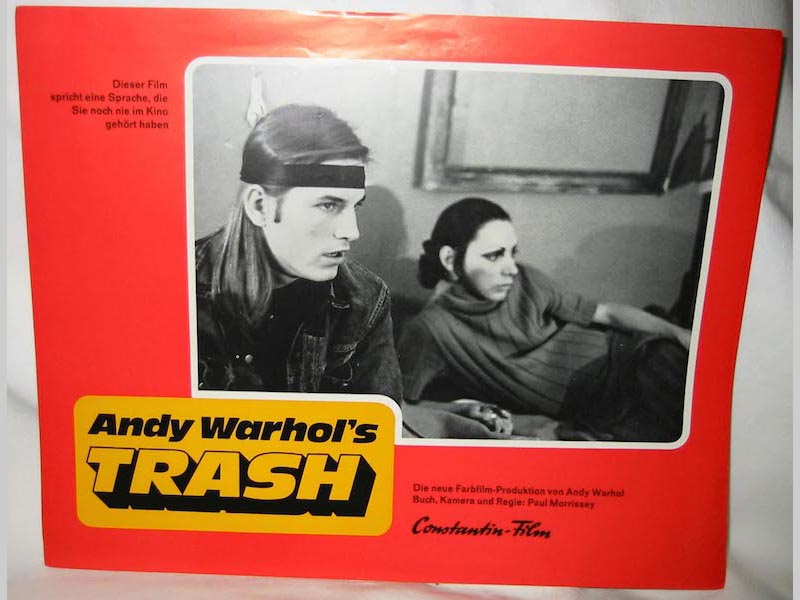 Dieser Film
spricht eine Sprache, die
Sie noch nie im Kino
gehört haben
Andy Warhol's
TRASH
Die neue Farbfilm-Produktion von Andy Warhol
Buch, Kamera und Regie: Paul Morrissey
Constantin-Film